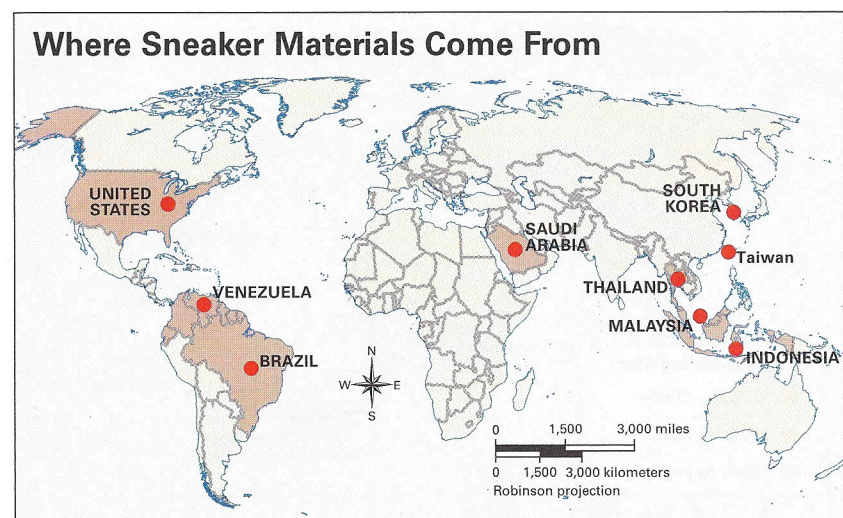 Where Sneaker Materials Come From
UNITED
STATES
SOUTH
KOREA
SAUDI
ARABIA
Taiwan
THAILAND
VENEZUELA
MALAYSIA
INDONESIA
BRAZIL
N
W E
S
0 1,500 3,000 miles
0 1,500 3,000 kilometers
Robinson projection